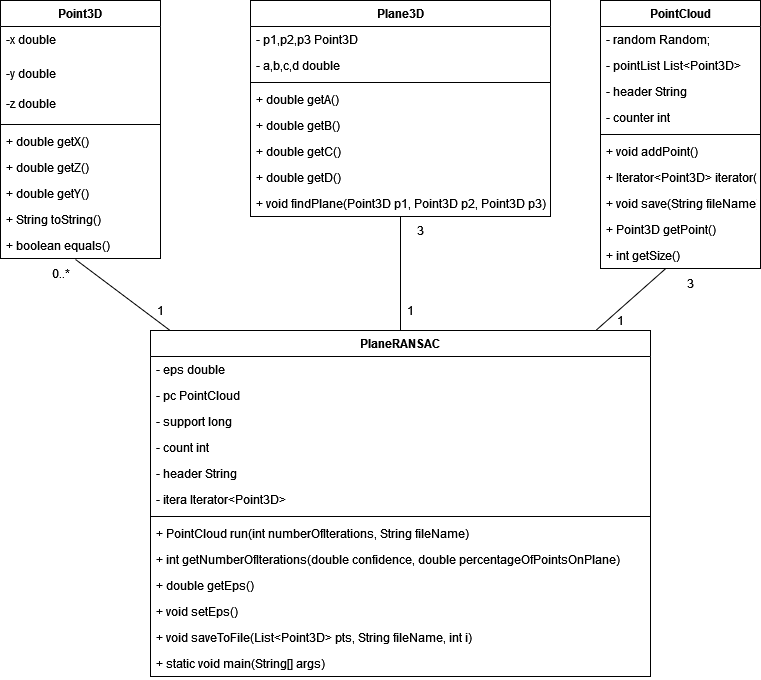 Point3D
-x double
-y double
-z double
+ double getX()
+ double getZ()
+ double getY()
+ String toString()
+ boolean equals()
0..*
1
Plane3D
- p1,p2,p3 Point3D
- a,b,c,d double
+ double getA()
+ double getB()
+ double getC()
+ double getD()
+ void findPlane(Point3D p1, Point3D p2, Point3D p3)
3
1
PointCloud
- random Random;
- pointList List<Point3D>
- header String
- counter int
+ void addPoint()
+ Iterator<Point3D> iterator(
+ void save(String fileName
+ Point3D getPoint()
+ int getSize()
3
1
PlaneRANSAC
- eps double
- pc PointCloud
- support long
- count int
- header String
- itera Iterator<Point3D>
+ PointCloud run(int numberOfIterations, String fileName)
+ int getNumberOfIterations(double confidence, double percentageOfPointsOnPlane)
+ double getEps()
+ void setEps()
+ void saveToFile(List<Point3D> pts, String fileName, int i)
+ static void main(String[] args)